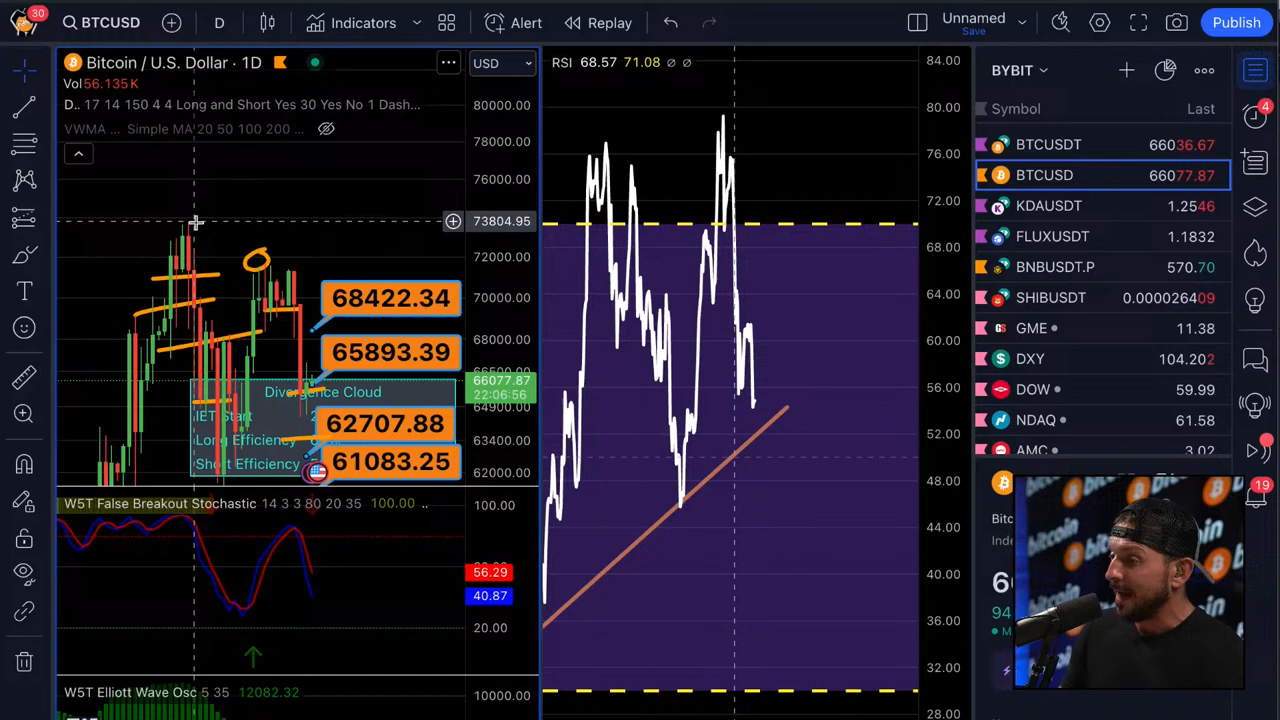 30
BTCUSD
D
Indicators
Alert
Replay
Unnamed
Save
Publish
Bitcoin / U.S. Dollar · 1D
USD
Vol56.135K
D.. 17 14 150 4 4 Long and Short Yes 30 Yes No 1 Dash...
VWMA ... Simple MA 20 50 100 200 ...
80000.00
78000.00
76000.00
73804.95
72000.00
70000.00
68000.00
66077.87
22:06:56
64900.00
63400.00
62000.00
68422.34
65893.39
62707.88
61083.25
Divergence Cloud
IET Start
Long Efficiency
Short Efficiency
W5T False Breakout Stochastic 14 3 3 80 20 35 100.00 ..
100.00
56.29
40.87
20.00
W5T Elliott Wave Osc 5 35 12082.32
10000.00
RSI 68.57 71.08 ∅ ∅
84.00
80.00
76.00
72.00
68.00
64.00
60.00
56.00
52.00
48.00
44.00
40.00
36.00
32.00
28.00
BYBIT
Symbol Last
BTCUSDT 66036.67
BTCUSD 66077.87
KDAUSDT 1.2546
FLUXUSDT 1.1832
BNBUSDT.P 570.70
SHIBUSDT 0.000026409
GME 11.38
DXY 104.202
DOW 59.99
NDAQ 61.58
AMC 3.02
4
19
bitcoin
bitcoin